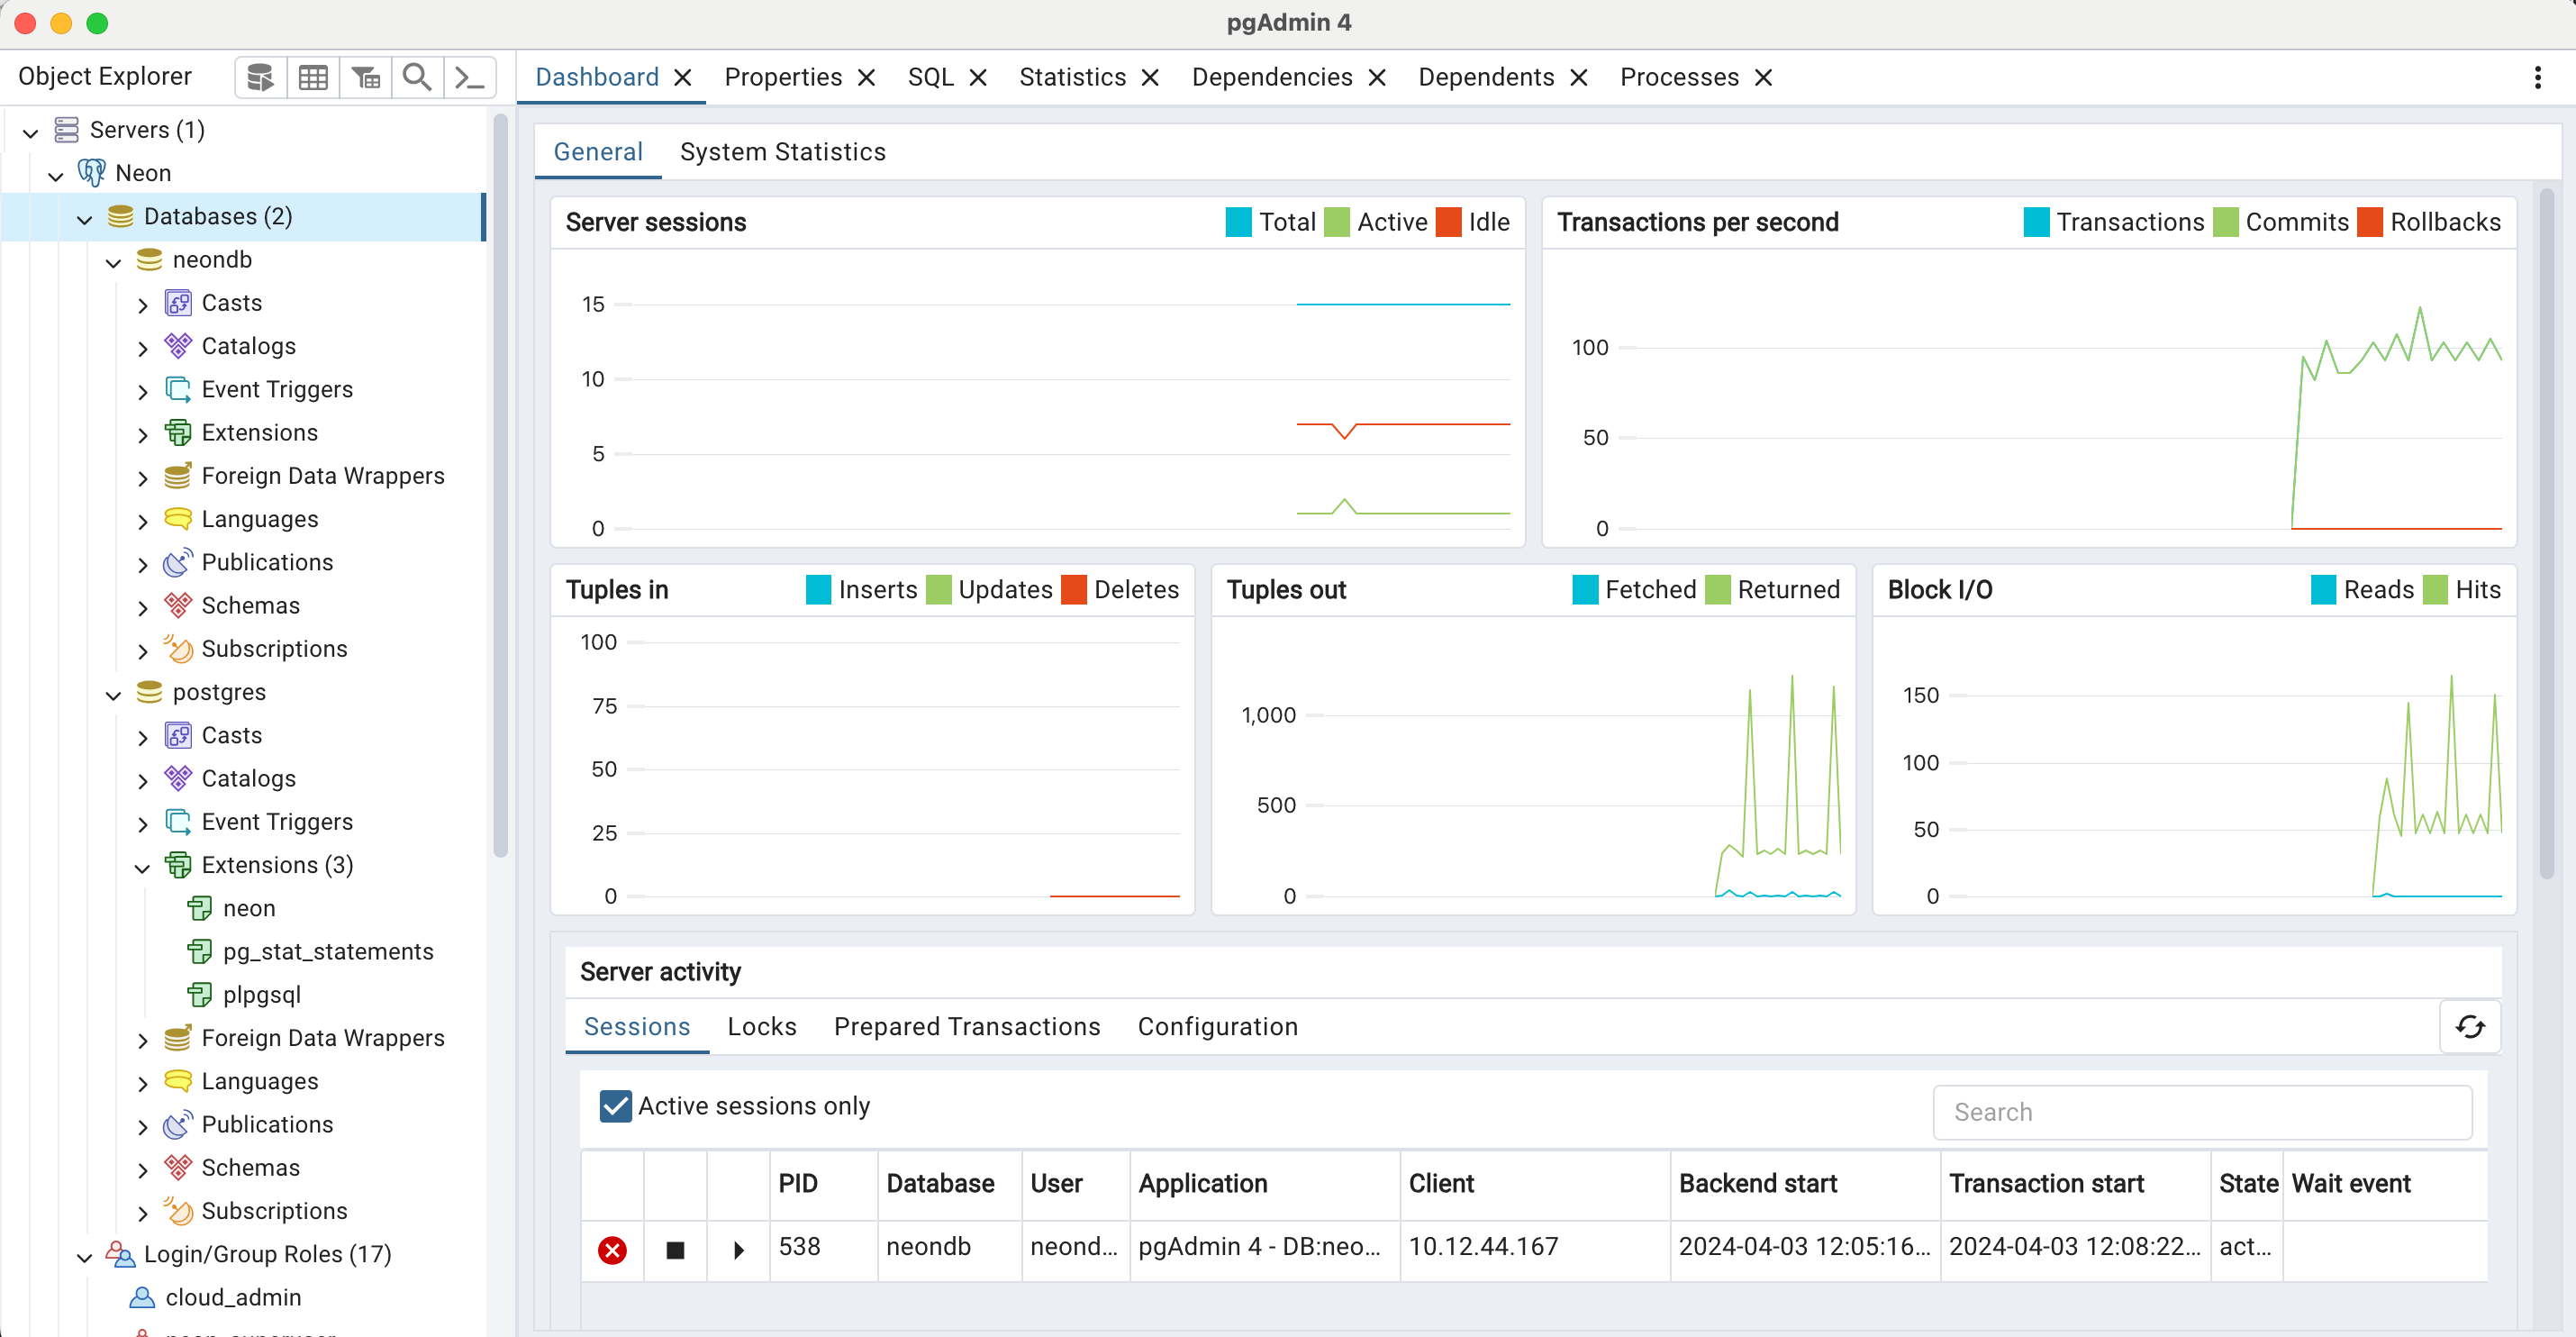 pgAdmin 4
Object Explorer
Dashboard Properties SQL Statistics Dependencies Dependents Processes
Servers (1)
Neon
Databases (2)
neondb
Casts
Catalogs
Event Triggers
Extensions
Foreign Data Wrappers
Languages
Publications
Schemas
Subscriptions
postgres
Casts
Catalogs
Event Triggers
Extensions (3)
neon
pg_stat_statements
plpgsql
Foreign Data Wrappers
Languages
Publications
Schemas
Subscriptions
Login/Group Roles (17)
cloud_admin
General System Statistics
Server sessions Total Active Idle
15
10
5
0
Transactions per second Transactions Commits Rollbacks
100
50
0
Tuples in Inserts Updates Deletes
100
75
50
25
0
Tuples out Fetched Returned
1,000
500
0
Block I/O Reads Hits
150
100
50
0
Server activity
Sessions Locks Prepared Transactions Configuration
Active sessions only Search
PID Database User Application Client Backend start Transaction start State Wait event
538 neondb neond... pgAdmin 4 - DB:neo... 10.12.44.167 2024-04-03 12:05:16... 2024-04-03 12:08:22... act...